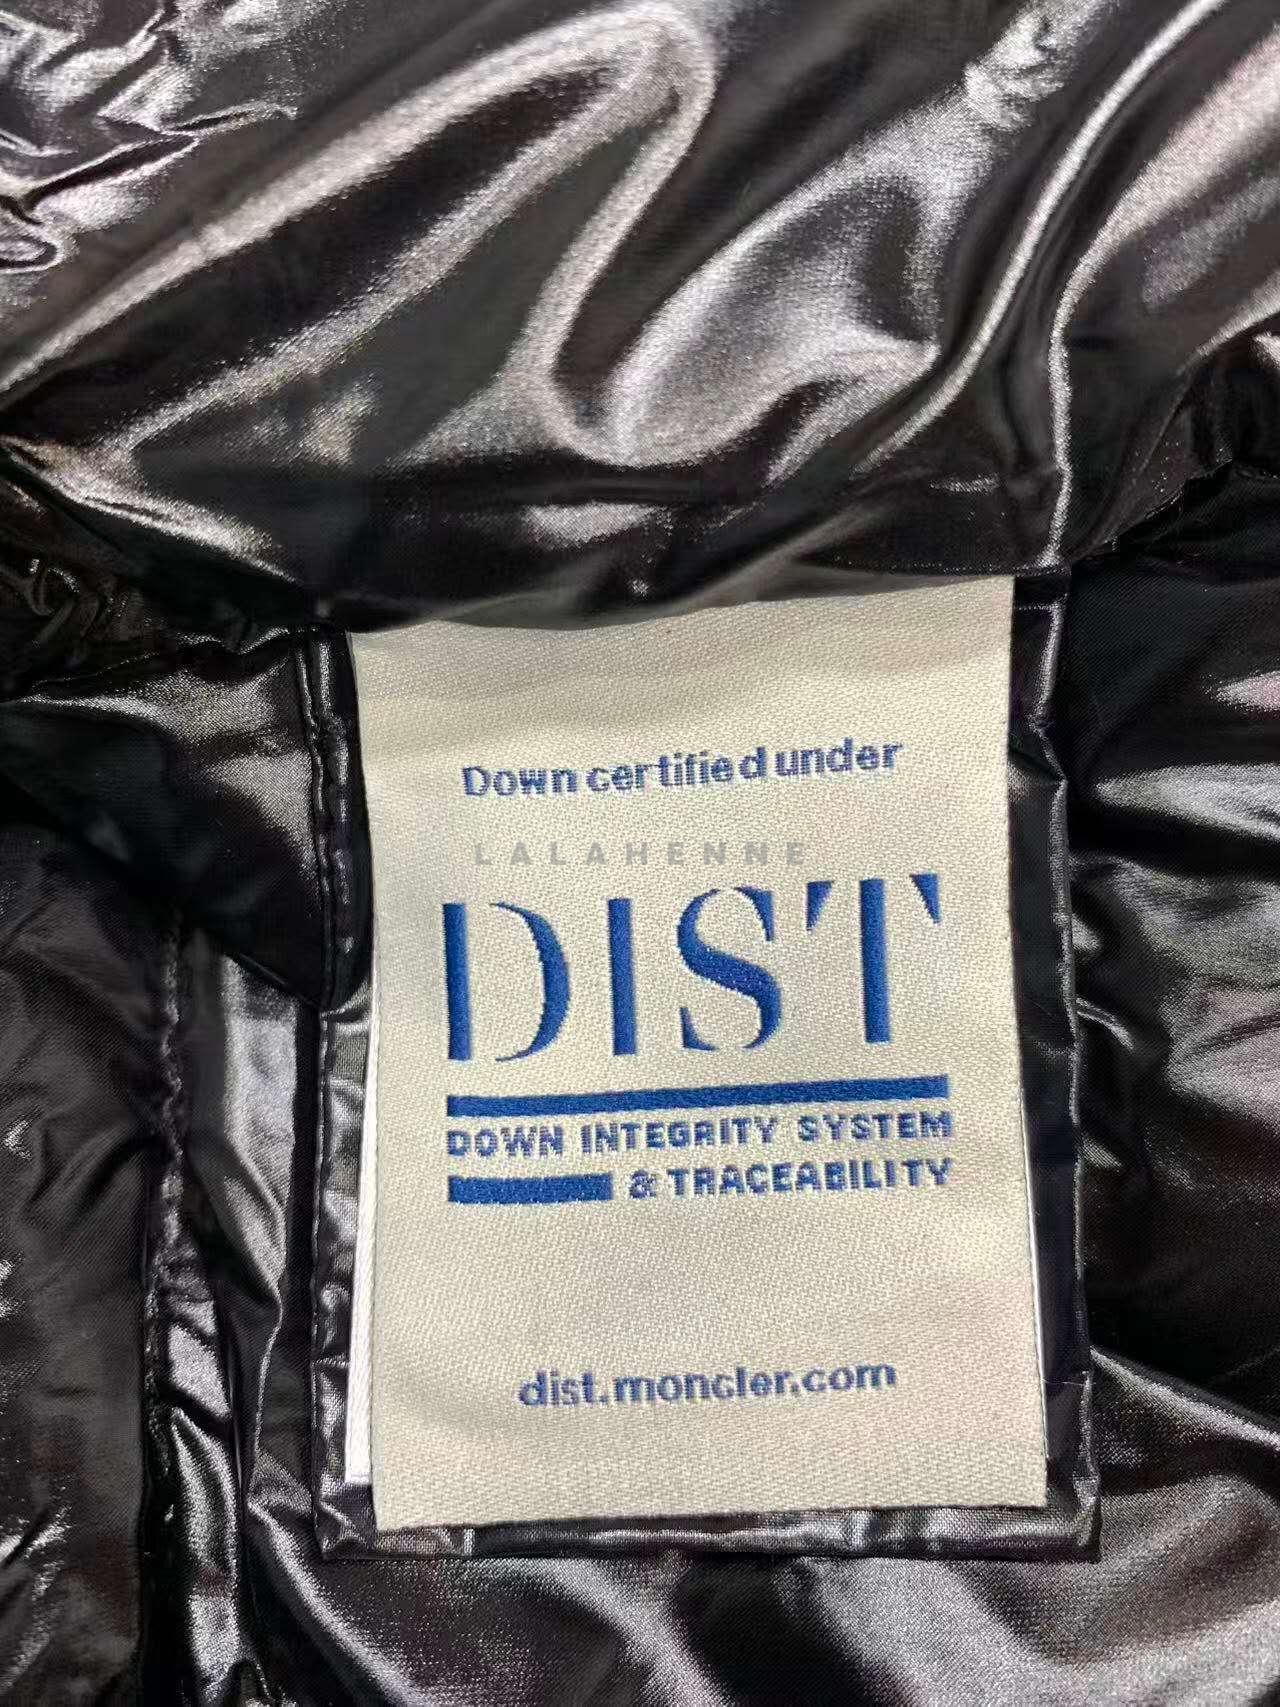 Down certified under
LALAHENNE
DIST
DOWN INTEGRITY SYSTEM
& TRACEABILITY
dist.moncler.com